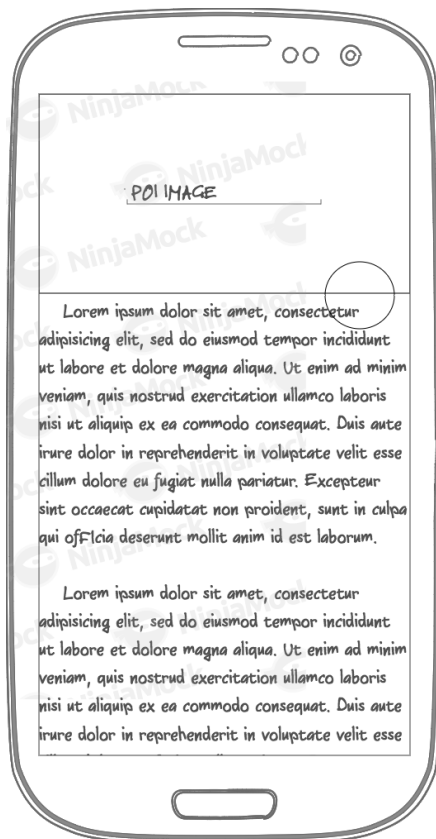 NinjaMock
POI IMAGE
NinjaMock
NinjaMock
Lorem ipsum dolor sit amet, consectetur
adipisicing elit, sed do eiusmod tempor incididunt
ut labore et dolore magna aliqua. Ut enim ad minim
veniam, quis nostrud exercitation ullamco laboris
nisi ut aliquip ex ea commodo consequat. Duis aute
irure dolor in reprehenderit in voluptate velit esse
cillum dolore eu fugiat nulla pariatur. Excepteur
sint occaecat cupidatat non proident, sunt in culpa
qui officia deserunt mollit anim id est laborum.
Lorem ipsum dolor sit amet, consectetur
adipisicing elit, sed do eiusmod tempor incididunt
ut labore et dolore magna aliqua. Ut enim ad minim
veniam, quis nostrud exercitation ullamco laboris
nisi ut aliquip ex ea commodo consequat. Duis aute
irure dolor in reprehenderit in voluptate velit esse